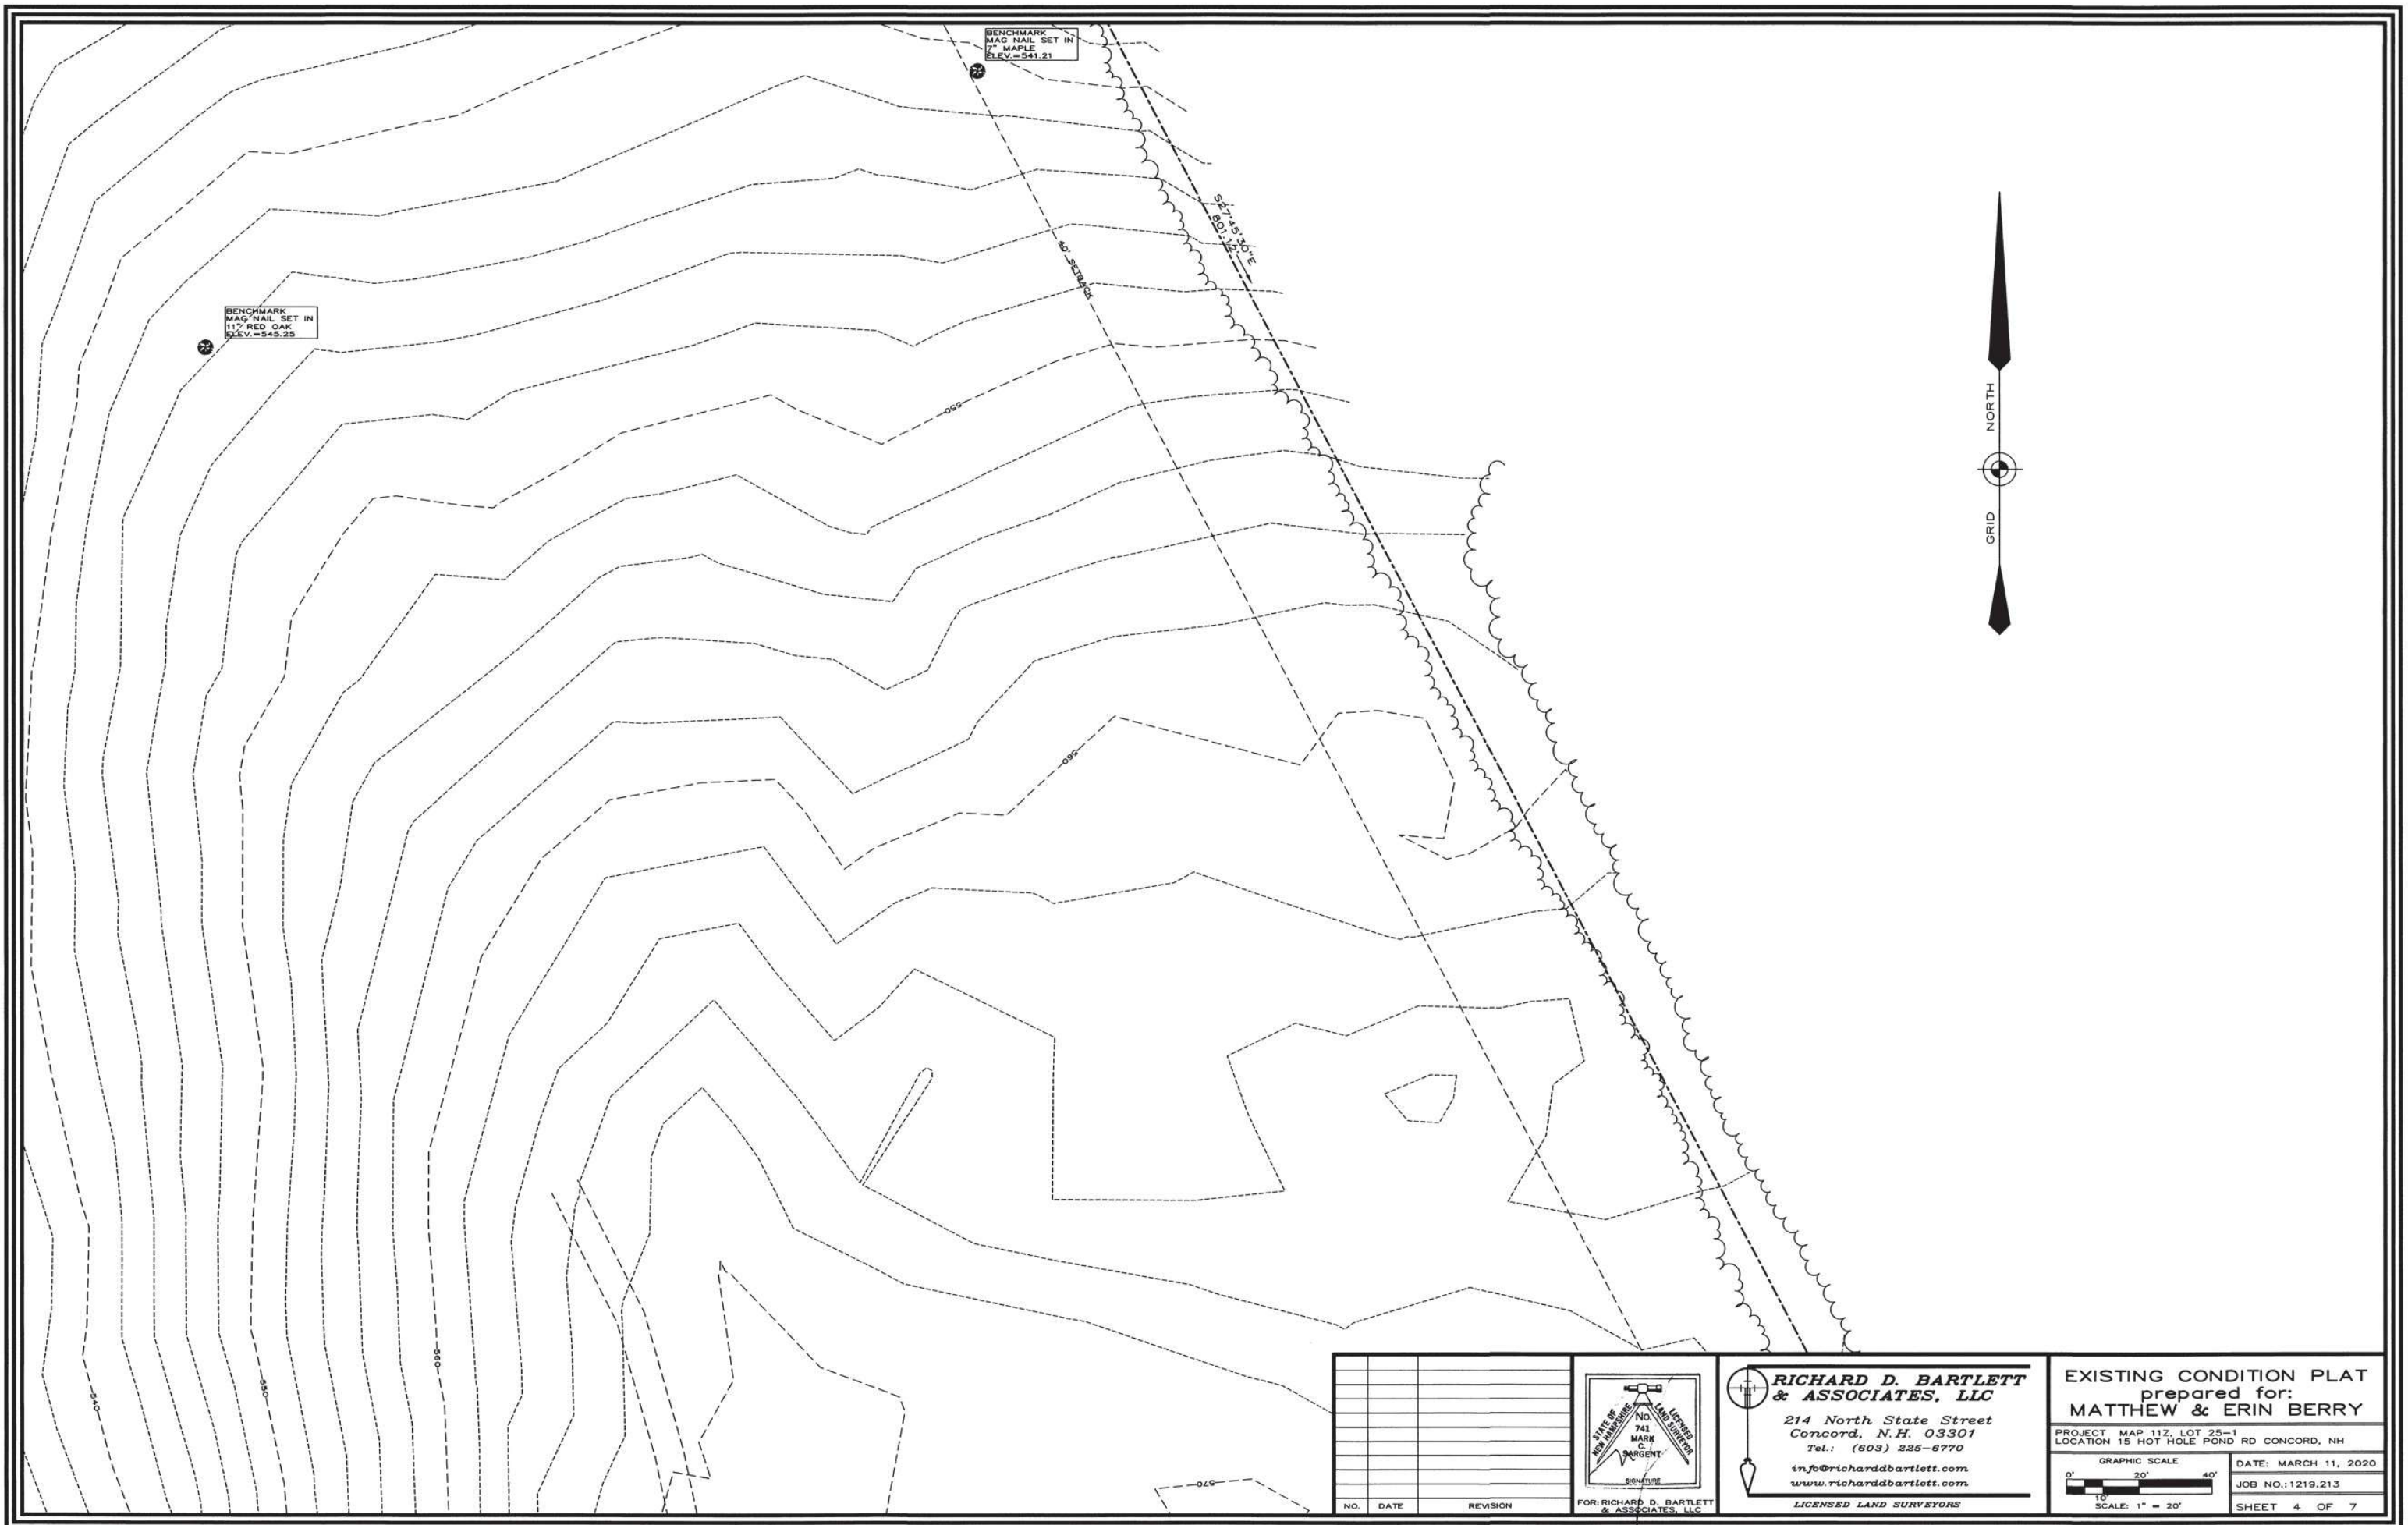 BENCHMARK
MAG NAIL SET IN
7" MAPLE
ELEV.=541.21
S27°45'30"E
801.12'
40' SETBACK
BENCHMARK
MAG NAIL SET IN
11" RED OAK
ELEV.=545.25
550
560
NORTH
GRID
540
550
560
570
NO. DATE REVISION
STATE OF
NEW HAMPSHIRE
LICENSED
LAND SURVEYOR
No.
741
MARK
C.
SARGENT
SIGNATURE
FOR: RICHARD D. BARTLETT
& ASSOCIATES, LLC
RICHARD D. BARTLETT
& ASSOCIATES, LLC
214 North State Street
Concord, N.H. 03301
Tel.: (603) 225-6770
info@richarddbartlett.com
www.richarddbartlett.com
LICENSED LAND SURVEYORS
EXISTING CONDITION PLAT
prepared for:
MATTHEW & ERIN BERRY
PROJECT MAP 11Z, LOT 25-1
LOCATION 15 HOT HOLE POND RD CONCORD, NH
GRAPHIC SCALE
0' 20' 40'
10'
SCALE: 1" = 20'
DATE: MARCH 11, 2020
JOB NO.:1219.213
SHEET 4 OF 7